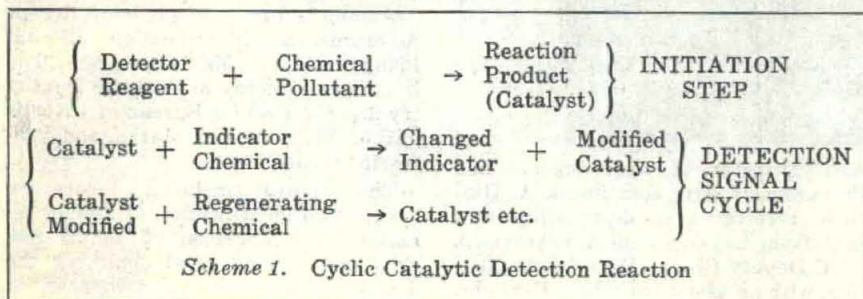 Detector + Chemical → Reaction INITIATION
Reagent Pollutant Product STEP
(Catalyst)
Catalyst + Indicator → Changed + Modified DETECTION
Chemical Indicator Catalyst SIGNAL
Catalyst + Regenerating → Catalyst etc. CYCLE
Modified Chemical
Scheme 1. Cyclic Catalytic Detection Reaction